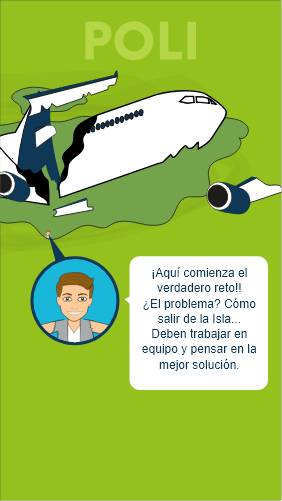 POLI
¡Aquí comienza el
verdadero reto!!
¿El problema? Cómo
salir de la Isla...
Deben trabajar en
equipo y pensar en la
mejor solución.